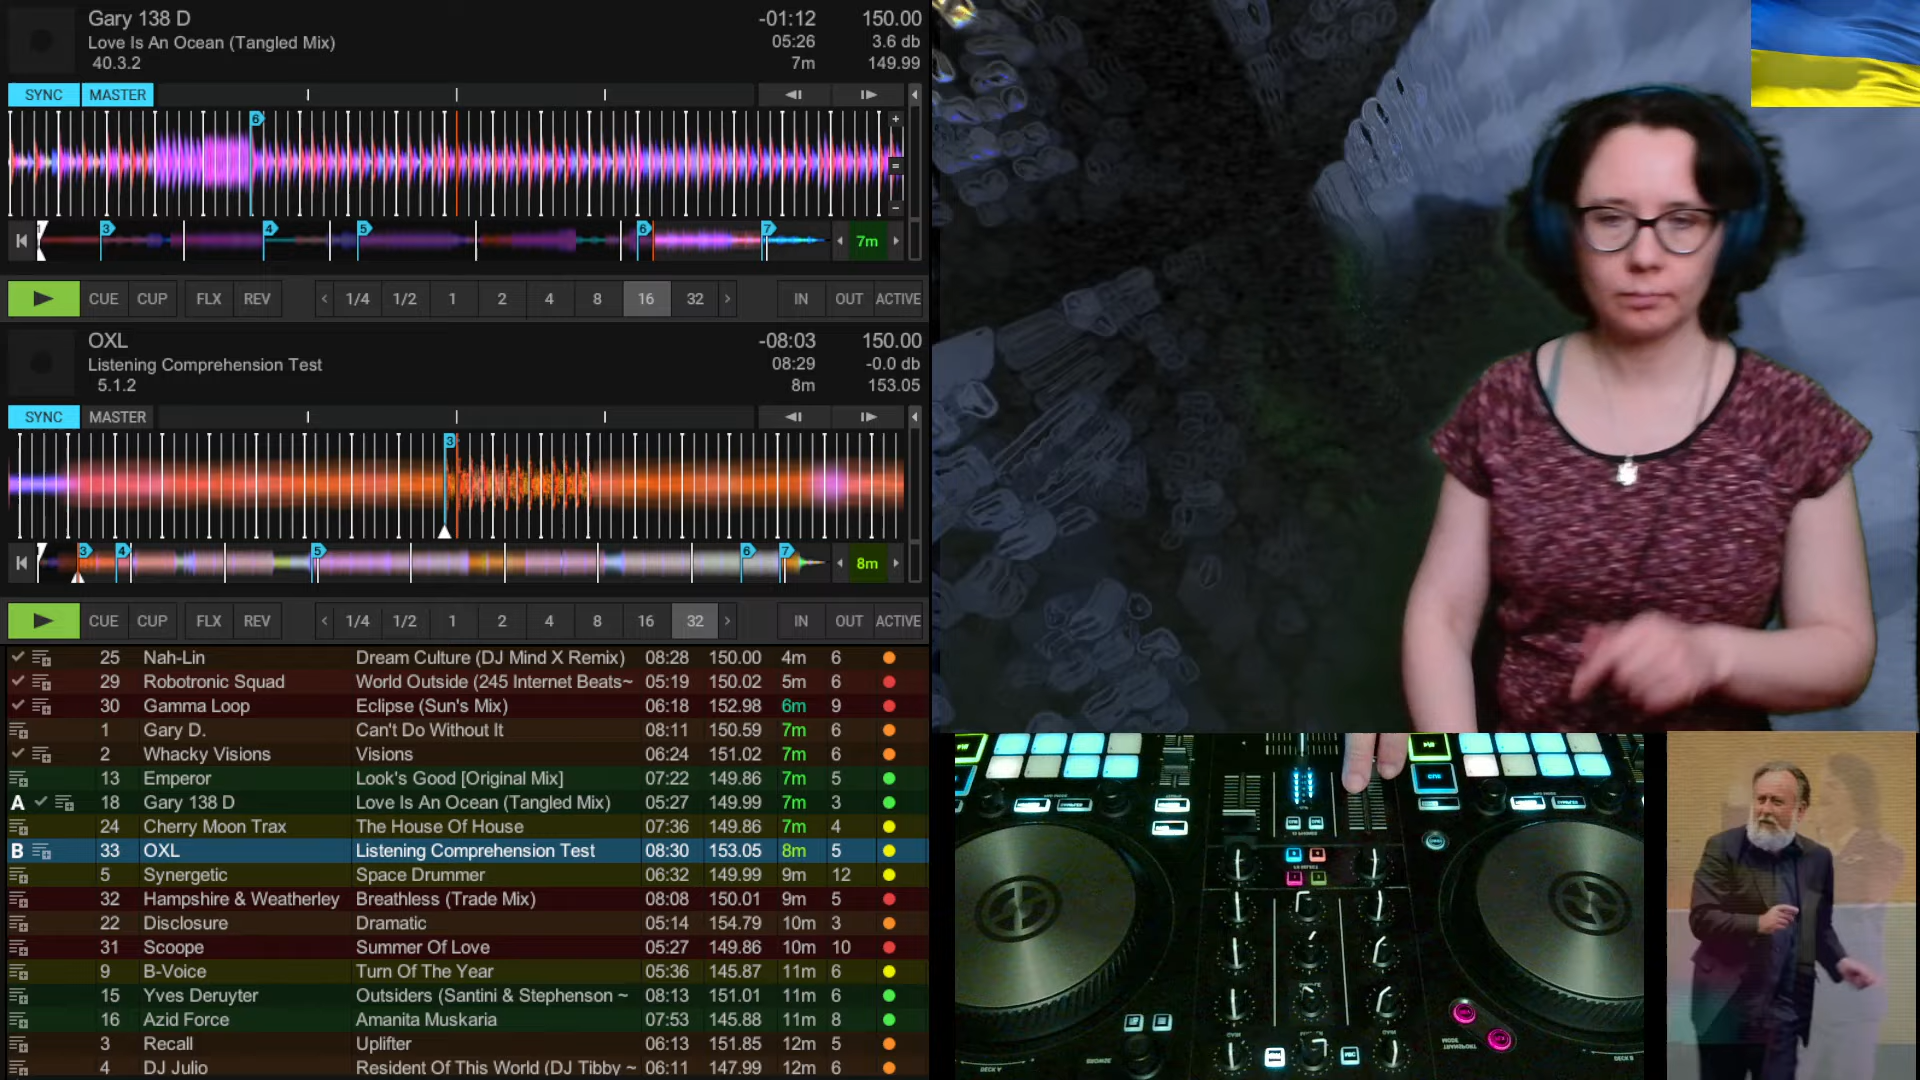 Gary 138 D -01:12 150.00
Love Is An Ocean (Tangled Mix) 05:26 3.6 db
40.3.2 7m 149.99
SYNC MASTER
6
3 4 5 6 7 7m
CUE CUP FLX REV 1/4 1/2 1 2 4 8 16 32 IN OUT ACTIVE
OXL -08:03 150.00
Listening Comprehension Test 08:29 -0.0 db
5.1.2 8m 153.05
SYNC MASTER
3
3 4 5 6 7 8m
CUE CUP FLX REV 1/4 1/2 1 2 4 8 16 32 IN OUT ACTIVE
25 Nah-Lin Dream Culture (DJ Mind X Remix) 08:28 150.00 4m 6
29 Robotronic Squad World Outside (245 Internet Beats~ 05:19 150.02 5m 6
30 Gamma Loop Eclipse (Sun's Mix) 06:18 152.98 6m 9
1 Gary D. Can't Do Without It 08:11 150.59 7m 6
2 Whacky Visions Visions 06:24 151.02 7m 6
13 Emperor Look's Good [Original Mix] 07:22 149.86 7m 5
A 18 Gary 138 D Love Is An Ocean (Tangled Mix) 05:27 149.99 7m 3
24 Cherry Moon Trax The House Of House 07:36 149.86 7m 4
B 33 OXL Listening Comprehension Test 08:30 153.05 8m 5
5 Synergetic Space Drummer 06:32 149.99 9m 12
32 Hampshire & Weatherley Breathless (Trade Mix) 08:08 150.01 9m 5
22 Disclosure Dramatic 05:14 154.79 10m 3
31 Scoope Summer Of Love 05:27 149.86 10m 10
9 B-Voice Turn Of The Year 05:36 145.87 11m 6
15 Yves Deruyter Outsiders (Santini & Stephenson ~ 08:13 151.01 11m 6
16 Azid Force Amanita Muskaria 07:53 145.88 11m 8
3 Recall Uplifter 06:13 151.85 12m 5
4 DJ Julio Resident Of This World (DJ Tibby ~ 06:11 147.99 12m 6